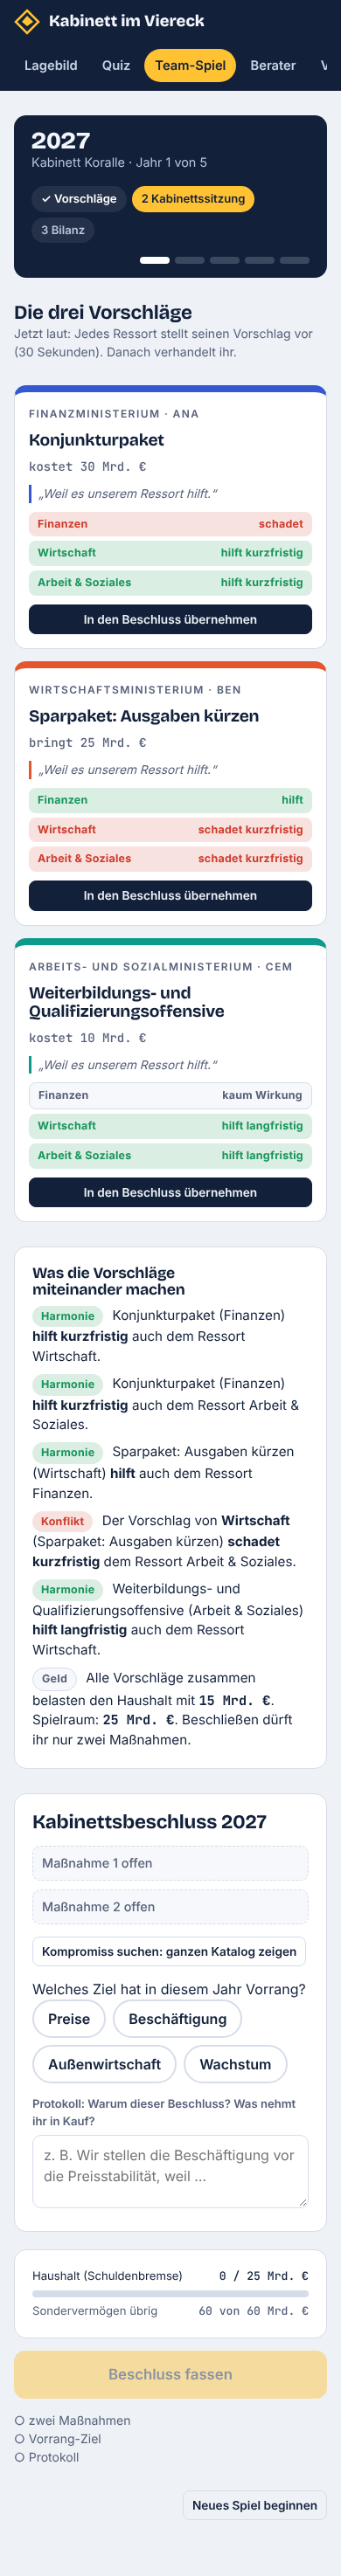 Kabinett im Viereck
Lagebild Quiz Team-Spiel Berater
2027
Kabinett Koralle · Jahr 1 von 5
✓ Vorschläge 2 Kabinettssitzung
3 Bilanz
Die drei Vorschläge
Jetzt laut: Jedes Ressort stellt seinen Vorschlag vor
(30 Sekunden). Danach verhandelt ihr.
FINANZMINISTERIUM · ANA
Konjunkturpaket
kostet 30 Mrd. €
„Weil es unserem Ressort hilft.“
Finanzen schadet
Wirtschaft hilft kurzfristig
Arbeit & Soziales hilft kurzfristig
In den Beschluss übernehmen
WIRTSCHAFTSMINISTERIUM · BEN
Sparpaket: Ausgaben kürzen
bringt 25 Mrd. €
„Weil es unserem Ressort hilft.“
Finanzen hilft
Wirtschaft schadet kurzfristig
Arbeit & Soziales schadet kurzfristig
In den Beschluss übernehmen
ARBEITS- UND SOZIALMINISTERIUM · CEM
Weiterbildungs- und
Qualifizierungsoffensive
kostet 10 Mrd. €
„Weil es unserem Ressort hilft.“
Finanzen kaum Wirkung
Wirtschaft hilft langfristig
Arbeit & Soziales hilft langfristig
In den Beschluss übernehmen
Was die Vorschläge
miteinander machen
Harmonie Konjunkturpaket (Finanzen)
hilft kurzfristig auch dem Ressort
Wirtschaft.
Harmonie Konjunkturpaket (Finanzen)
hilft kurzfristig auch dem Ressort Arbeit &
Soziales.
Harmonie Sparpaket: Ausgaben kürzen
(Wirtschaft) hilft auch dem Ressort
Finanzen.
Konflikt Der Vorschlag von Wirtschaft
(Sparpaket: Ausgaben kürzen) schadet
kurzfristig dem Ressort Arbeit & Soziales.
Harmonie Weiterbildungs- und
Qualifizierungsoffensive (Arbeit & Soziales)
hilft langfristig auch dem Ressort
Wirtschaft.
Geld Alle Vorschläge zusammen
belasten den Haushalt mit 15 Mrd. €.
Spielraum: 25 Mrd. €. Beschließen dürft
ihr nur zwei Maßnahmen.
Kabinettsbeschluss 2027
Maßnahme 1 offen
Maßnahme 2 offen
Kompromiss suchen: ganzen Katalog zeigen
Welches Ziel hat in diesem Jahr Vorrang?
Preise Beschäftigung
Außenwirtschaft Wachstum
Protokoll: Warum dieser Beschluss? Was nehmt
ihr in Kauf?
z. B. Wir stellen die Beschäftigung vor
die Preisstabilität, weil ...
Haushalt (Schuldenbremse) 0 / 25 Mrd. €
Sondervermögen übrig 60 von 60 Mrd. €
Beschluss fassen
○ zwei Maßnahmen
○ Vorrang-Ziel
○ Protokoll
Neues Spiel beginnen